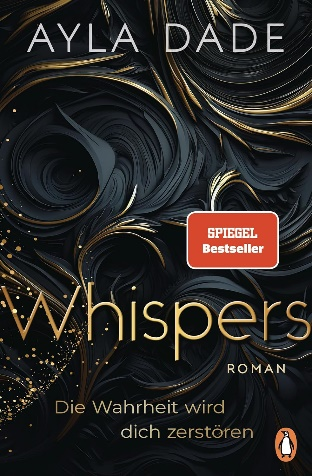 AYLA DADE
SPIEGEL
Bestseller
Whispers
ROMAN
Die Wahrheit wird
dich zerstören